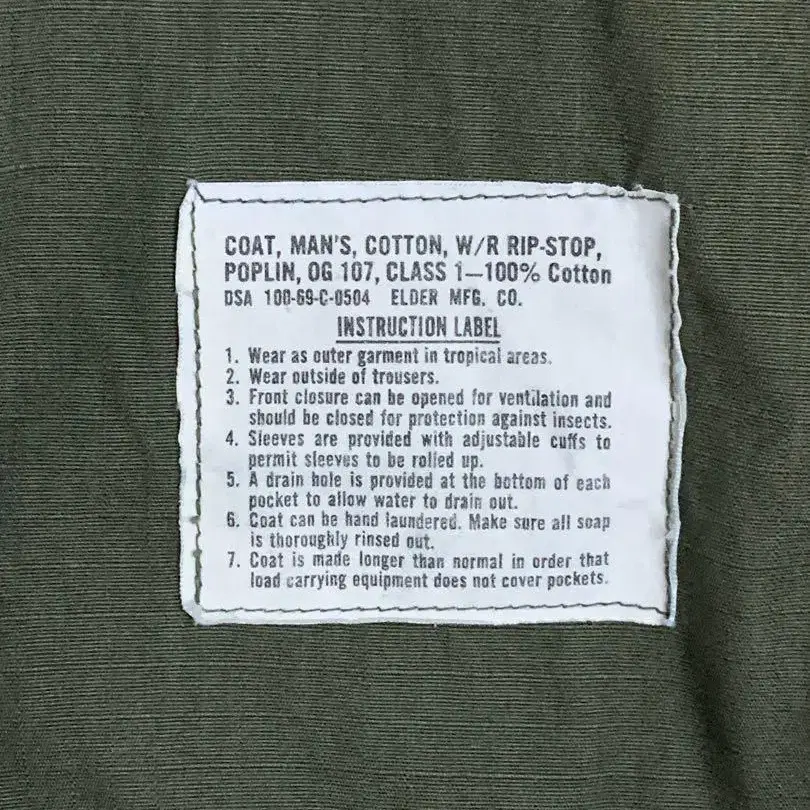 COAT, MAN'S, COTTON, W/R RIP-STOP,
POPLIN, OG 107, CLASS 1—100% Cotton
DSA 100-69-C-0504 ELDER MFG. CO.
INSTRUCTION LABEL
1. Wear as outer garment in tropical areas.
2. Wear outside of trousers.
3. Front closure can be opened for ventilation and
should be closed for protection against insects.
4. Sleeves are provided with adjustable cuffs to
permit sleeves to be rolled up.
5. A drain hole is provided at the bottom of each
pocket to allow water to drain out.
6. Coat can be hand laundered. Make sure all soap
is thoroughly rinsed out.
7. Coat is made longer than normal in order that
load carrying equipment does not cover pockets.